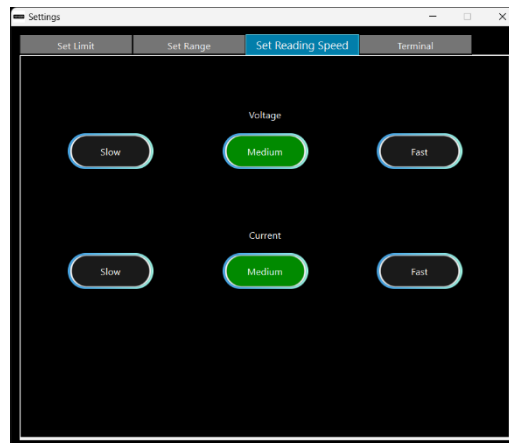 Settings
Set Limit Set Range Set Reading Speed Terminal
Voltage
Slow Medium Fast
Current
Slow Medium Fast